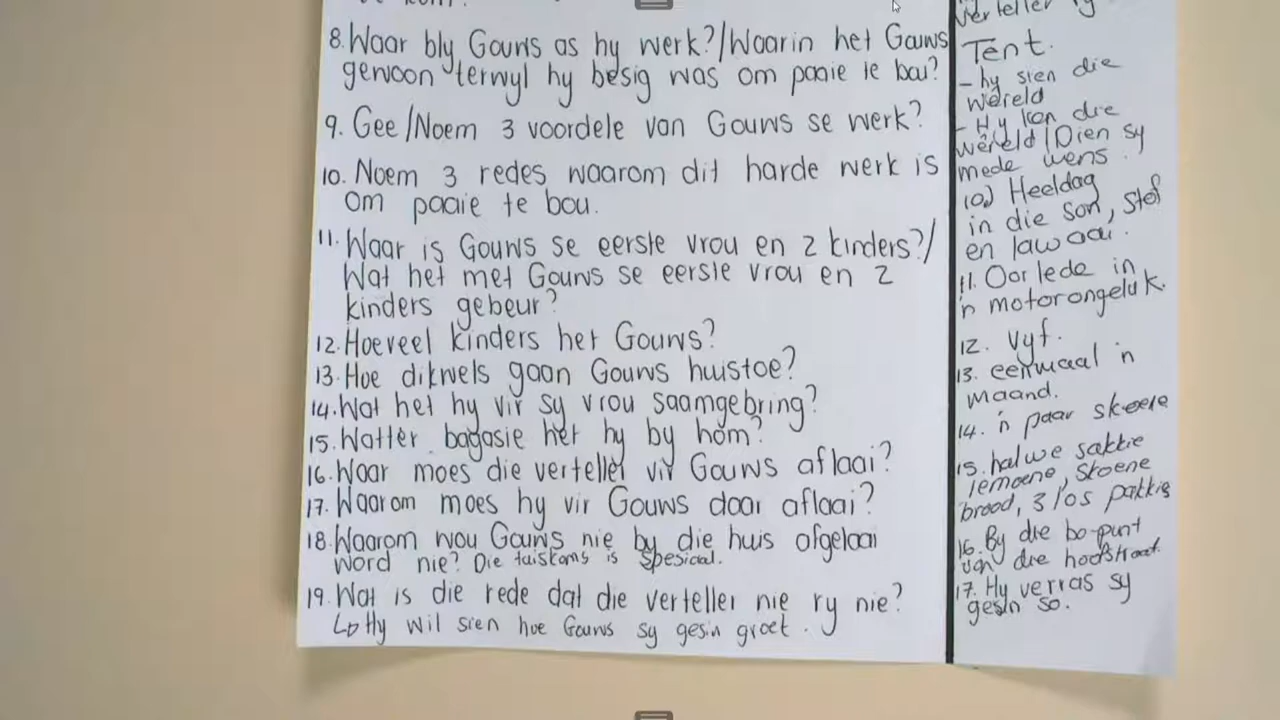 8. Waar bly Gouws as hy werk?/Waarin het Gouws
gewoon terwyl hy besig was om paaie te bou?
9. Gee/Noem 3 voordele van Gouws se werk?
10. Noem 3 redes waarom dit harde werk is
om paaie te bou.
11. Waar is Gouws se eerste vrou en 2 kinders?/
Wat het met Gouws se eerste vrou en 2
kinders gebeur?
12. Hoeveel kinders het Gouws?
13. Hoe dikwels gaan Gouws huistoe?
14. Wat het hy vir sy vrou saamgebring?
15. Watter bagasie het hy by hom?
16. Waar moes die verteller vir Gouws aflaai?
17. Waarom moes hy vir Gouws daar aflaai?
18. Waarom wou Gouws nie by die huis afgelaai
word nie? Die tuiskoms is spesiaal.
19. Wat is die rede dat die verteller nie ry nie?
↳ Hy wil sien hoe Gouws sy gesin groet.
verteller
Tent.
- hy sien die
wêreld
- Hy kan die
wêreld/Dien sy
mede wens.
10.) Heeldag
in die son, stof
en lawaai.
11. Oorlede in
'n motorongeluk.
12. Vyf.
13. eenmaal 'n
maand.
14. 'n paar skoene
15. halwe sakkie
lemoene, skoene
brood, 3 los pakkies
16. By die bo-punt
van die hoofstraat.
17. Hy verras sy
gesin so.